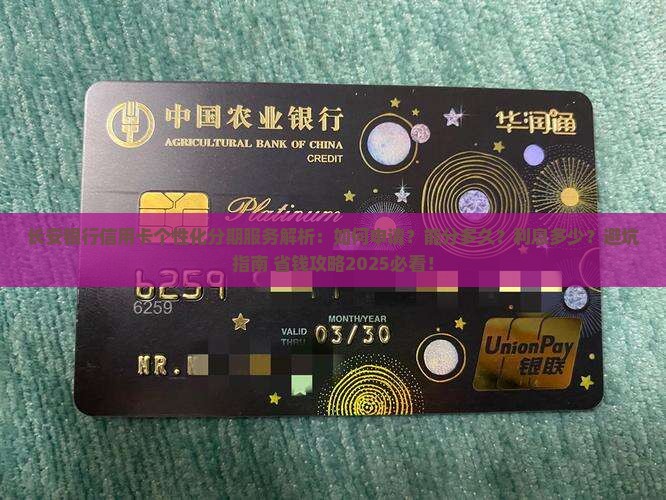 中国农业银行
AGRICULTURAL BANK OF CHINA
CREDIT
华润通
Platinum
长安银行信用卡个性化分期服务解析：如何申请？能分多久？利息多少？避坑
指南 省钱攻略2025必看！
6259
6259
MONTH/YEAR
VALID THRU 03/30
MR.
UnionPay
银联